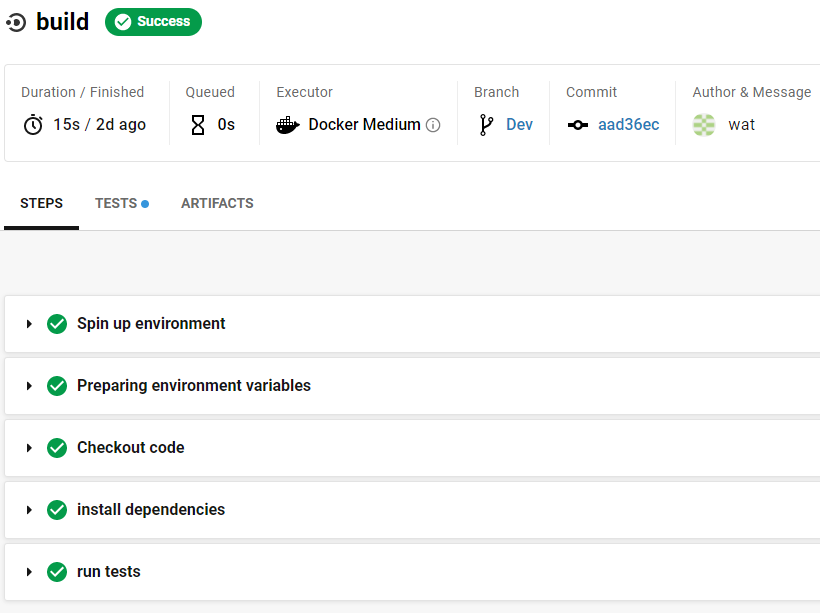 build Success
Duration / Finished Queued Executor Branch Commit Author & Message
15s / 2d ago 0s Docker Medium Dev aad36ec wat
STEPS TESTS ARTIFACTS
Spin up environment
Preparing environment variables
Checkout code
install dependencies
run tests